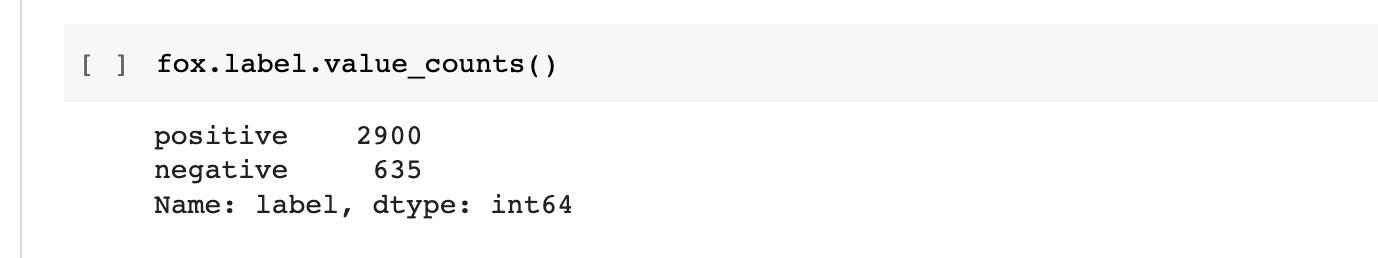 [ ] fox.label.value_counts()
positive    2900
negative     635
Name: label, dtype: int64